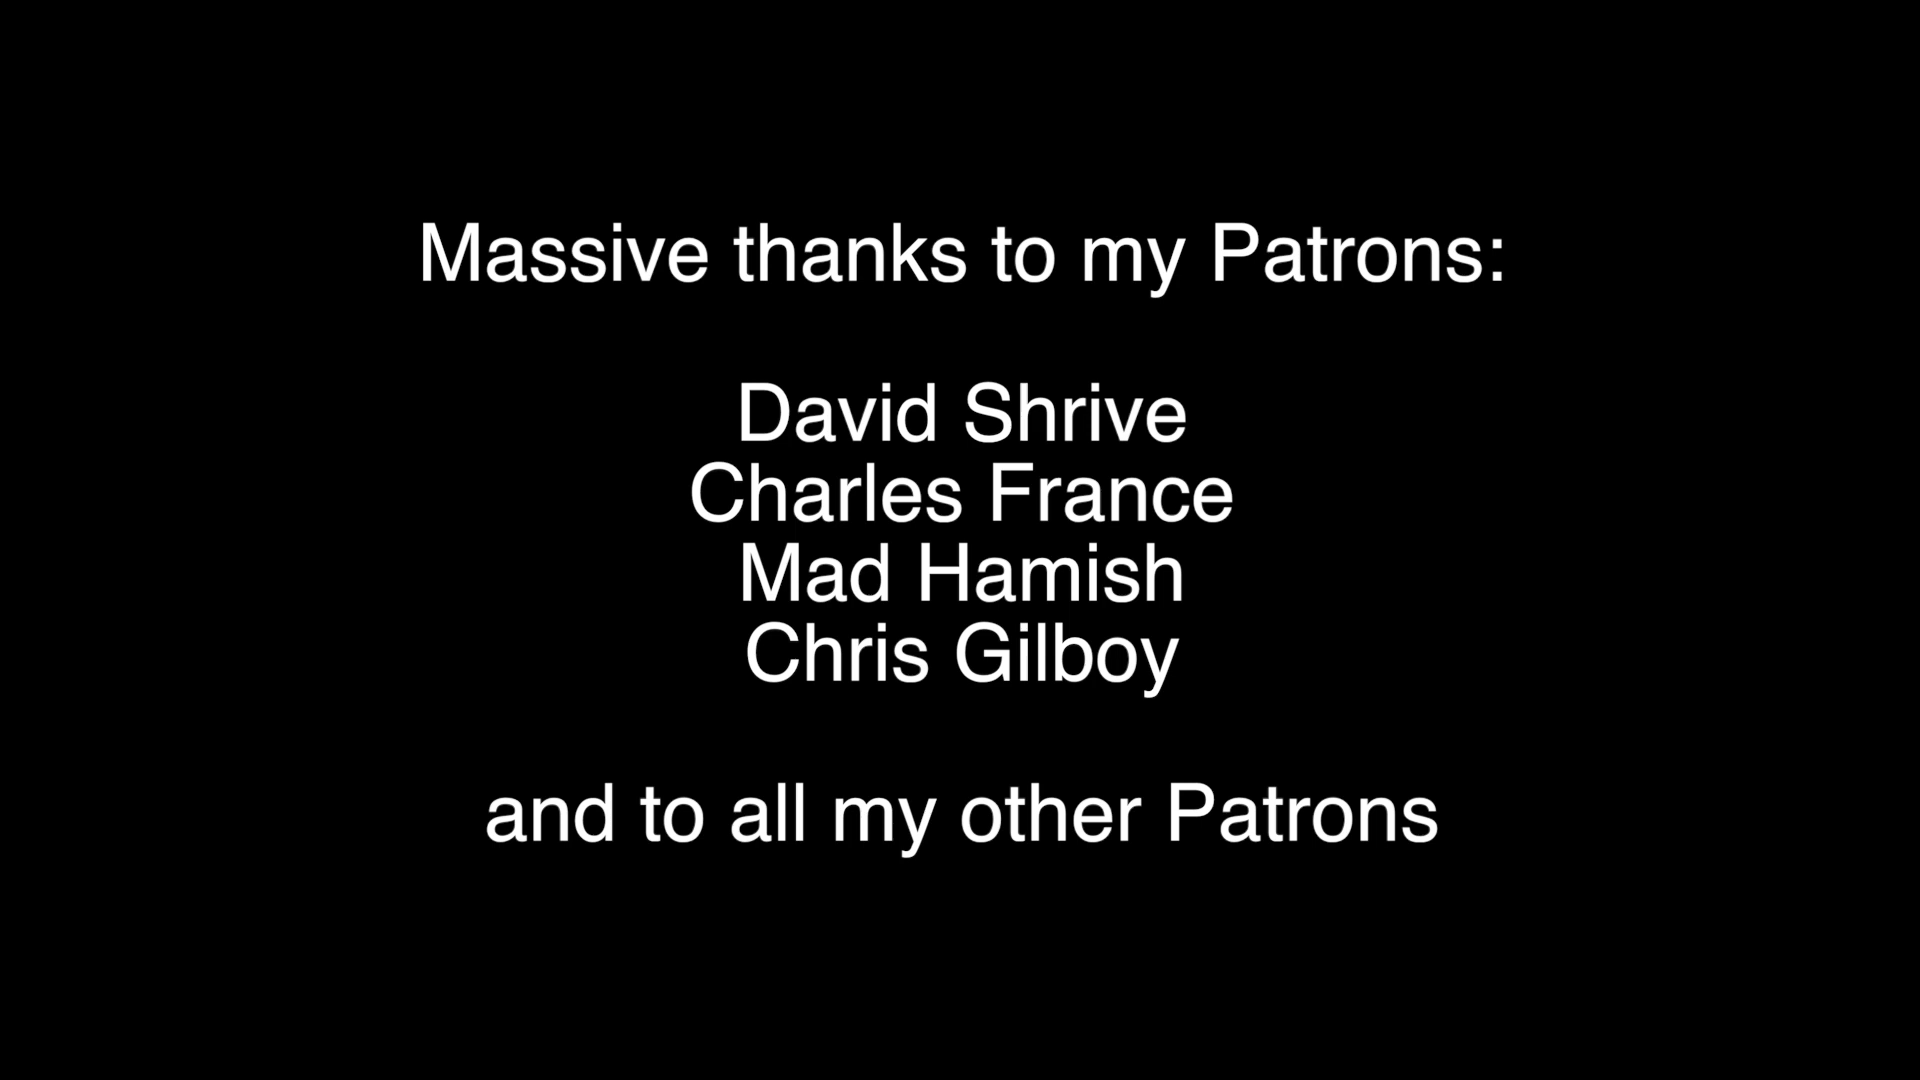 Massive thanks to my Patrons:
David Shrive
Charles France
Mad Hamish
Chris Gilboy
and to all my other Patrons